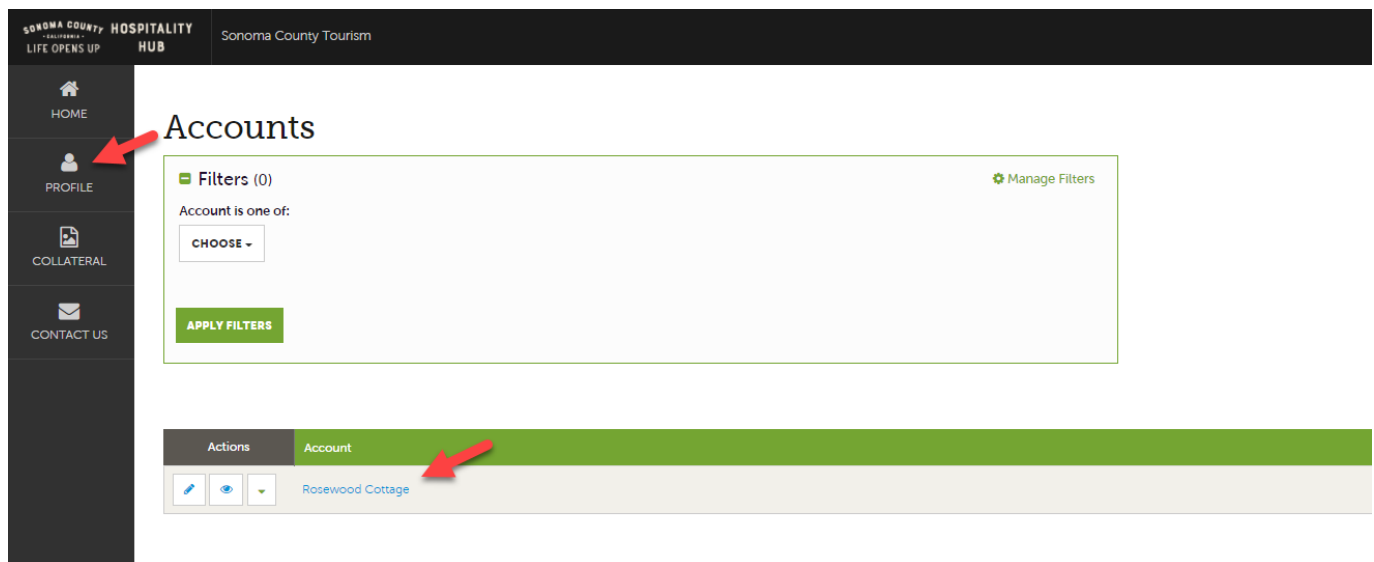 SONOMA COUNTY
-CALIFORNIA-
LIFE OPENS UP
HOSPITALITY
HUB
Sonoma County Tourism
HOME
PROFILE
COLLATERAL
CONTACT US
Accounts
Filters (0)
Manage Filters
Account is one of:
CHOOSE
APPLY FILTERS
Actions Account
Rosewood Cottage